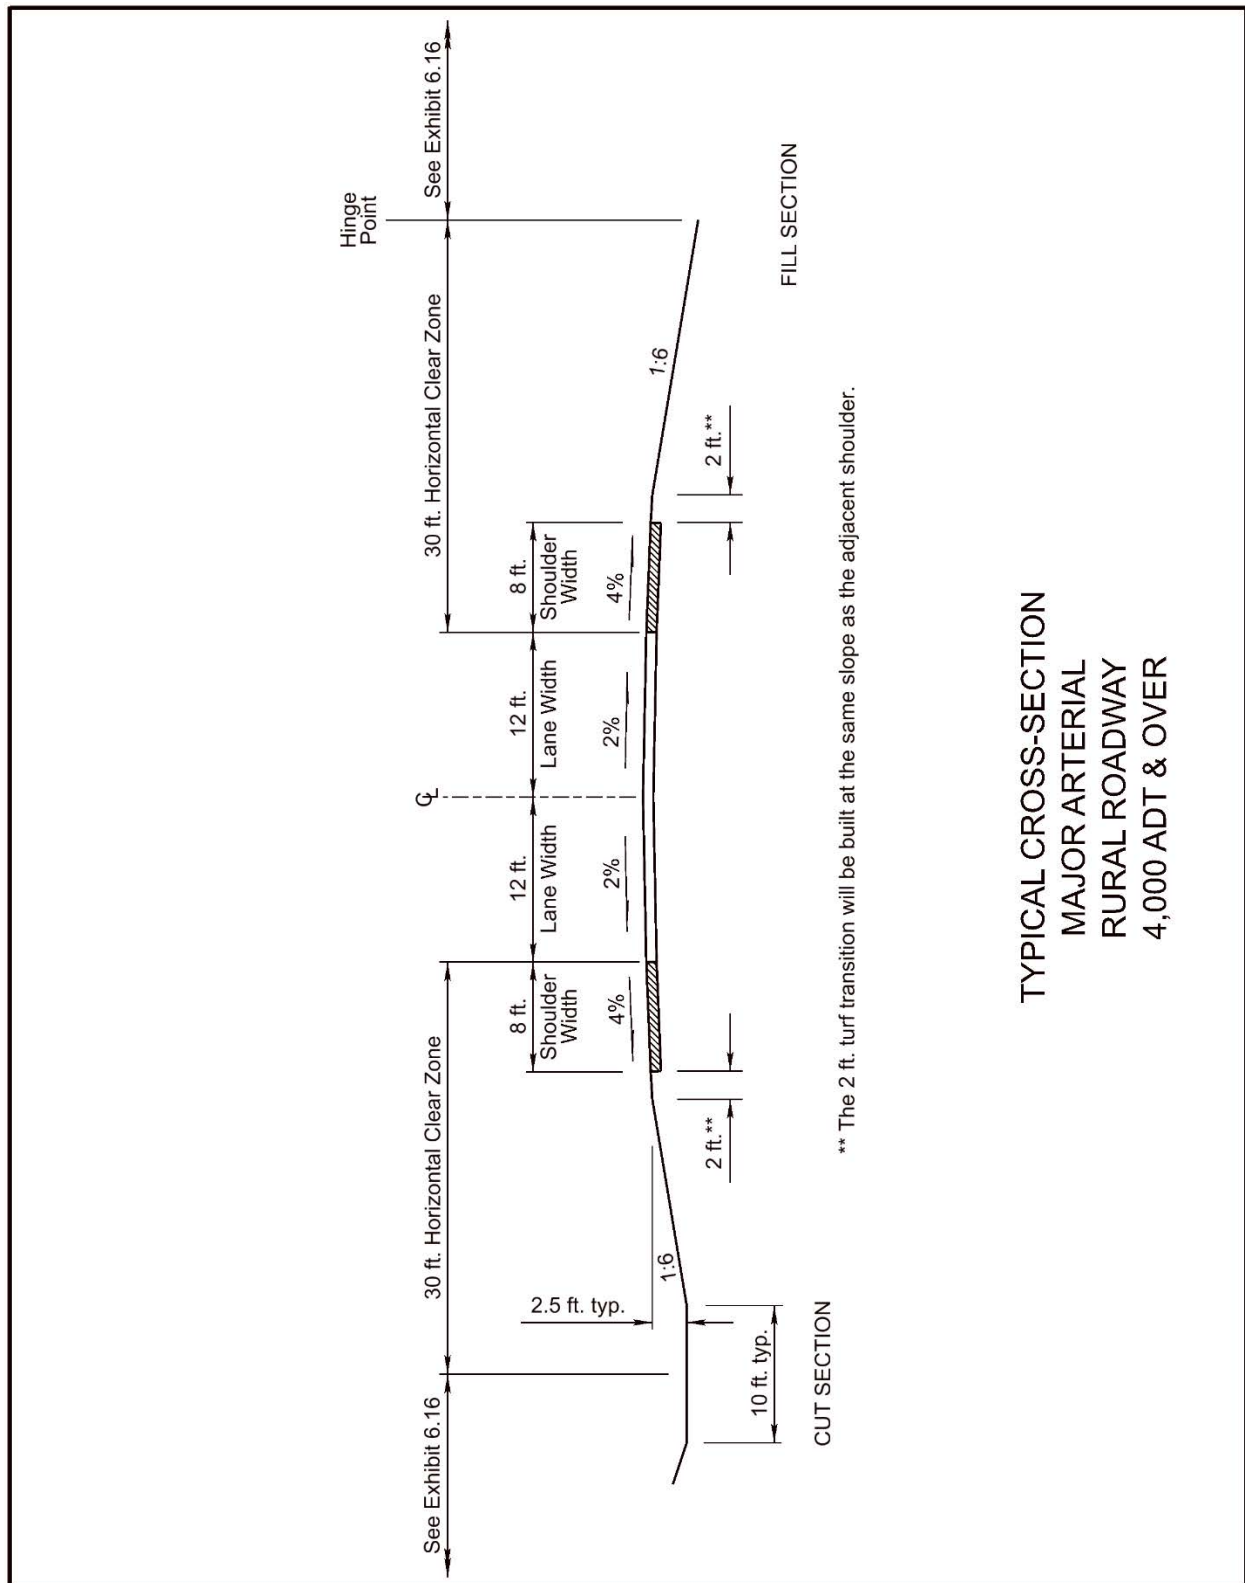 Hinge
Point
See Exhibit 6.16
30 ft. Horizontal Clear Zone
30 ft. Horizontal Clear Zone
See Exhibit 6.16
℄
8 ft.
12 ft.
12 ft.
8 ft.
Shoulder
Width
Lane Width
Lane Width
Shoulder
Width
4%
2%
2%
4%
2.5 ft. typ.
1:6
1:6
2 ft.**
2 ft.**
10 ft. typ.
CUT SECTION
FILL SECTION
** The 2 ft. turf transition will be built at the same slope as the adjacent shoulder.
TYPICAL CROSS-SECTION
MAJOR ARTERIAL
RURAL ROADWAY
4,000 ADT & OVER